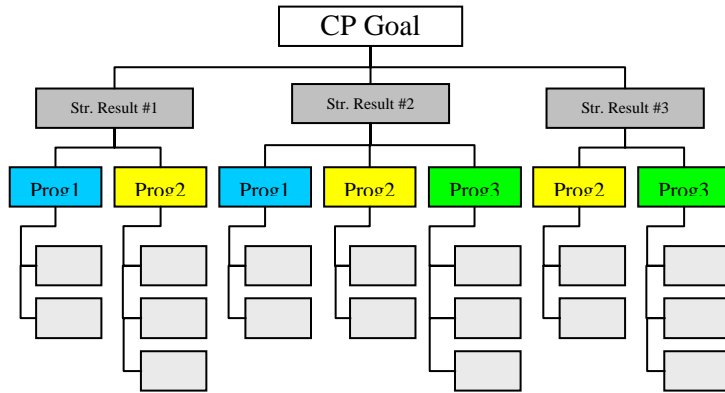 CP Goal
Str. Result #1
Str. Result #2
Str. Result #3
Prog1
Prog2
Prog1
Prog2
Prog3
Prog2
Prog3